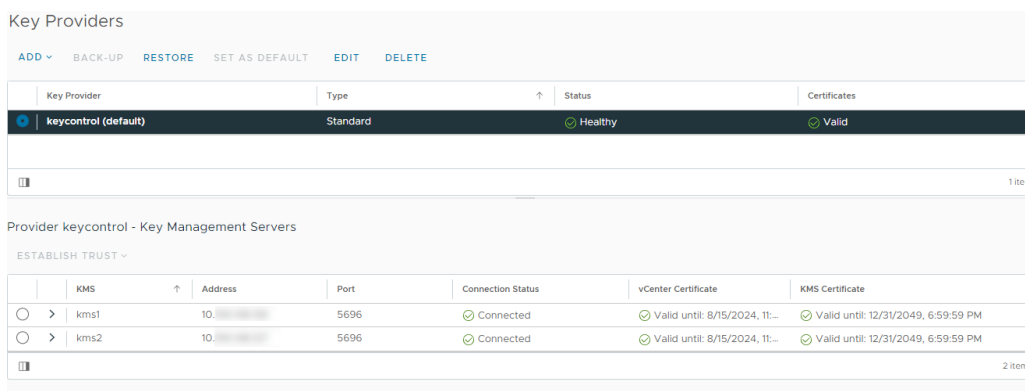 Key Providers
ADD BACK-UP RESTORE SET AS DEFAULT EDIT DELETE
Key Provider Type Status Certificates
keycontrol (default) Standard Healthy Valid
1 ite
Provider keycontrol - Key Management Servers
ESTABLISH TRUST
KMS Address Port Connection Status vCenter Certificate KMS Certificate
kms1 10. 5696 Connected Valid until: 8/15/2024, 11:... Valid until: 12/31/2049, 6:59:59 PM
kms2 10. 5696 Connected Valid until: 8/15/2024, 11:... Valid until: 12/31/2049, 6:59:59 PM
2 item